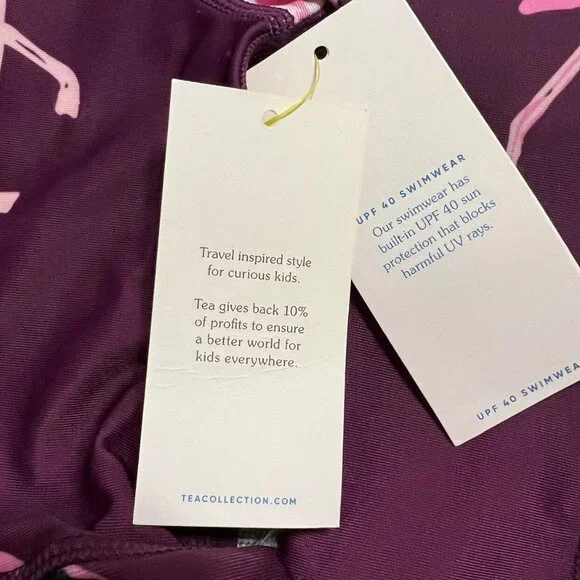 Travel inspired style
for curious kids.
Tea gives back 10%
of profits to ensure
a better world for
kids everywhere.
TEACOLLECTION.COM
UPF 40 SWIMWEAR
Our swimwear has
built-in UPF 40 sun
protection that blocks
harmful UV rays.
UPF 40 SWIMWEAR